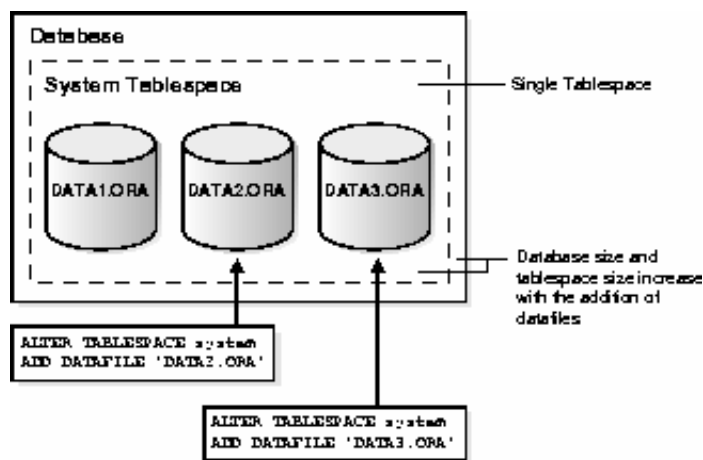 Database
System Tablespace
Single Tablespace
DATA1.ORA
DATA2.ORA
DATA3.ORA
Database size and
tablespace size increase
with the addition of
datafiles
ALTER TABLESPACE system
ADD DATAFILE 'DATA2.ORA'
ALTER TABLESPACE system
ADD DATAFILE 'DATA3.ORA'